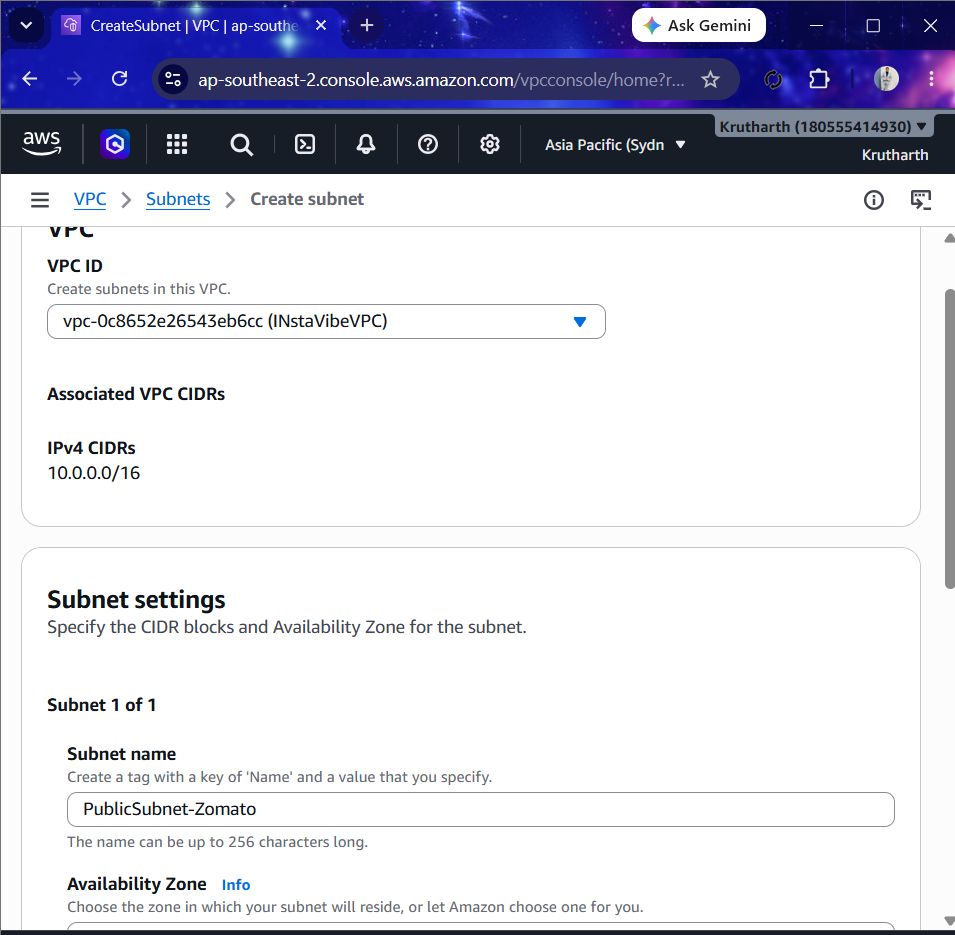 CreateSubnet | VPC | ap-southe
Ask Gemini
ap-southeast-2.console.aws.amazon.com/vpcconsole/home?r...
aws
Asia Pacific (Sydn
Krutharth (180555414930)
Krutharth
VPC
Subnets
Create subnet
VPC
VPC ID
Create subnets in this VPC.
vpc-0c8652e26543eb6cc (INstaVibeVPC)
Associated VPC CIDRs
IPv4 CIDRs
10.0.0.0/16
Subnet settings
Specify the CIDR blocks and Availability Zone for the subnet.
Subnet 1 of 1
Subnet name
Create a tag with a key of 'Name' and a value that you specify.
PublicSubnet-Zomato
The name can be up to 256 characters long.
Availability Zone Info
Choose the zone in which your subnet will reside, or let Amazon choose one for you.